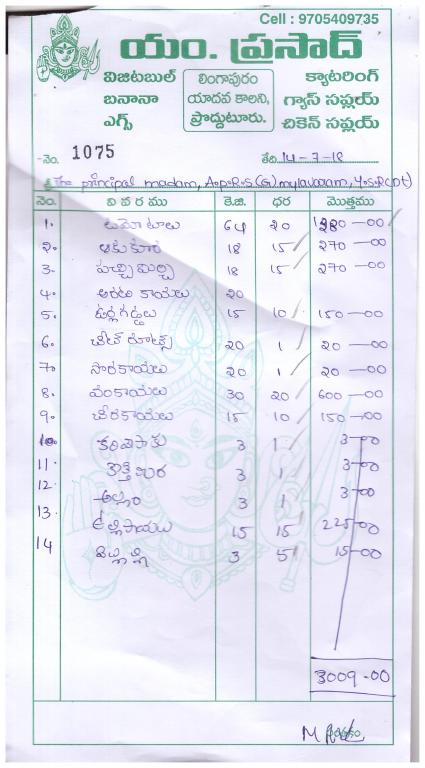 Cell : 9705409735
యం. ప్రసాద్
విజిటబుల్ లింగాపురం క్యాటరింగ్
బనానా యాదవ కాలని, గ్యాస్ సప్లయ్
ఎగ్స్ ప్రొద్దుటూరు. చికెన్ సప్లయ్
నెం. 1075 తేది. 14-7-18
శ్రీ The principal madam, A.P.R.S (G) mylavaram, Y.S.R (Dt)
నెం. వివరము కె.జి. ధర మొత్తము
1. టమోటాలు 64 20 1280-00
2. ఆకుకూర 18 15 270-00
3. పచ్చిమిర్చి 18 15 270-00
4. అరటి కాయలు 20
5. ఉర్లగడ్డలు 15 10 150-00
6. బీట్ రూట్స్ 20 1 20-00
7. సొరకాయలు 20 1 20-00
8. వంకాయలు 30 20 600-00
9. బీరకాయలు 15 10 150-00
10. కరివేపాకు 3 1 3-00
11. కొత్తిమీర 3 1 3-00
12. అల్లం 3 1 3-00
13. ఉల్లిపాయలు 15 15 225-00
14 3 5 15-00
3009-00